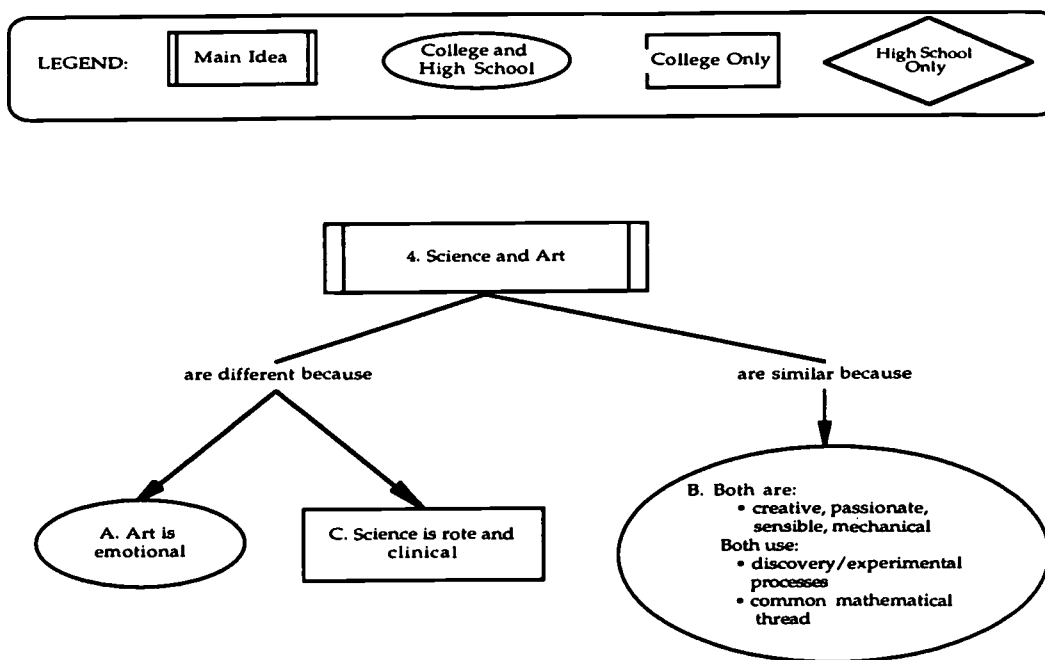 LEGEND:
Main Idea
College and
High School
College Only
High School
Only
4. Science and Art
are different because
are similar because
A. Art is
emotional
C. Science is rote and
clinical
B. Both are:
• creative, passionate,
sensible, mechanical
Both use:
• discovery/experimental
processes
• common mathematical
thread